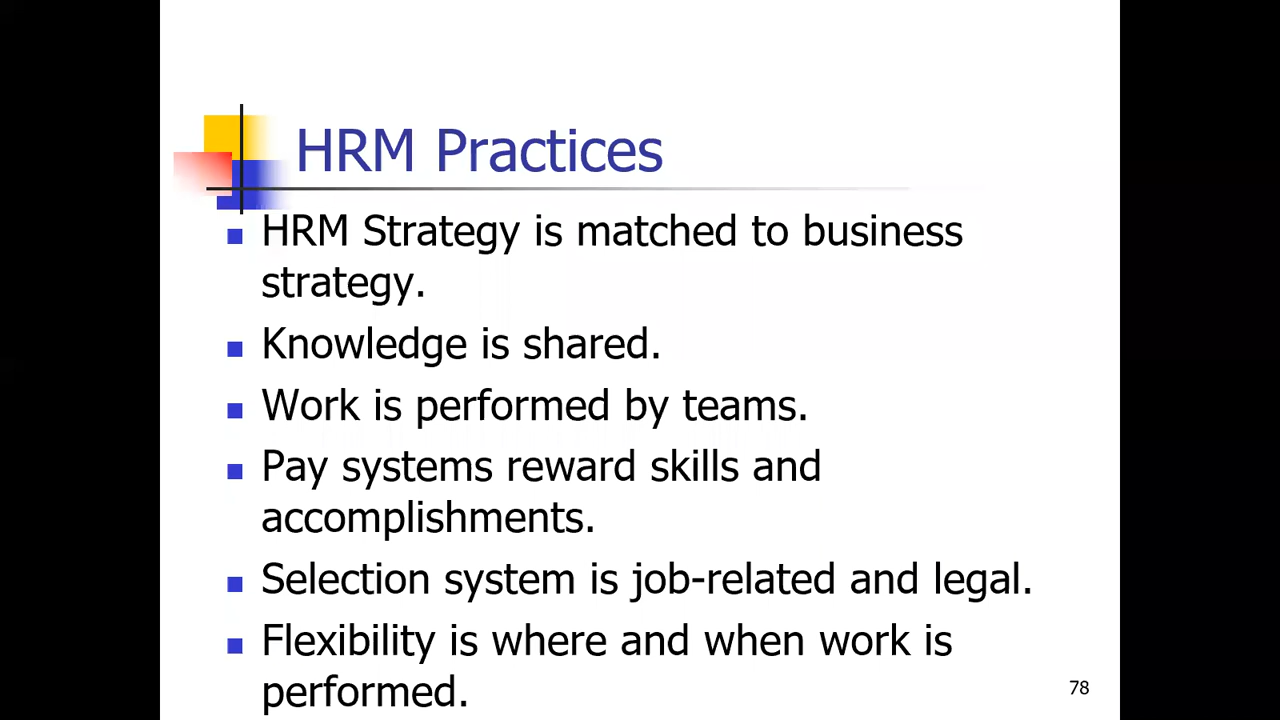 HRM Practices
HRM Strategy is matched to business
strategy.
Knowledge is shared.
Work is performed by teams.
Pay systems reward skills and
accomplishments.
Selection system is job-related and legal.
Flexibility is where and when work is
performed.
78